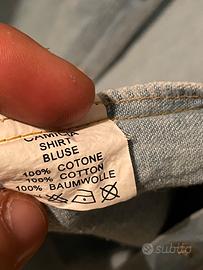 CAMICIA
SHIRT
BLUSE
100% COTONE
100% COTTON
100% BAUMWOLLE
subito